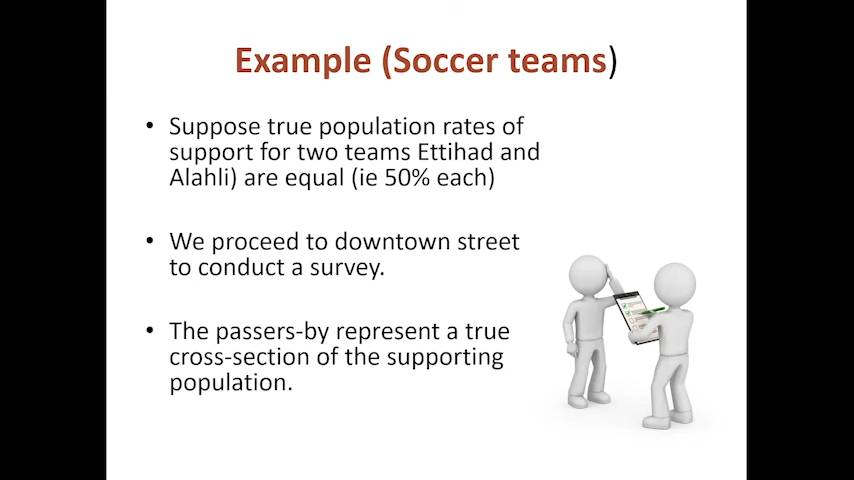 Example (Soccer teams)
• Suppose true population rates of
support for two teams Ettihad and
Alahli) are equal (ie 50% each)
• We proceed to downtown street
to conduct a survey.
• The passers-by represent a true
cross-section of the supporting
population.